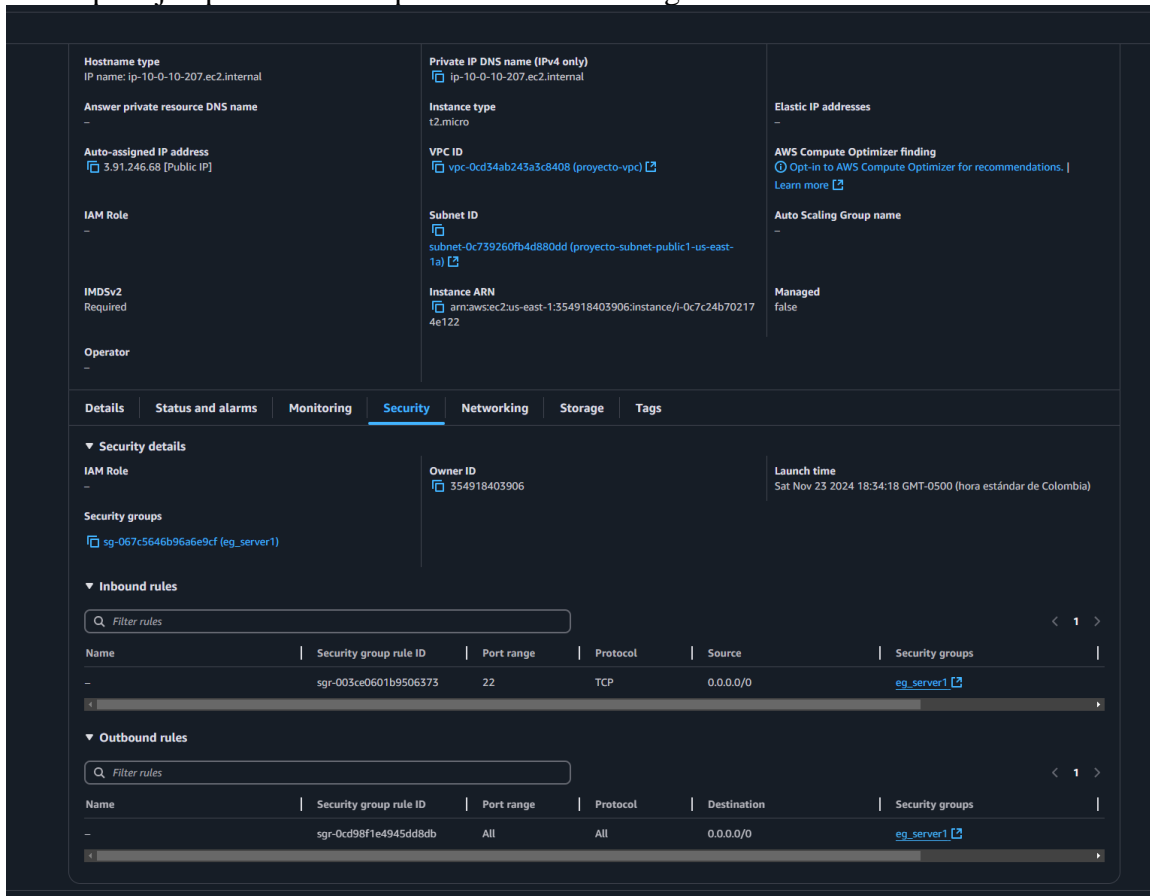 Hostname type
IP name: ip-10-0-10-207.ec2.internal
Private IP DNS name (IPv4 only)
ip-10-0-10-207.ec2.internal
Answer private resource DNS name
–
Instance type
t2.micro
Elastic IP addresses
–
Auto-assigned IP address
3.91.246.68 [Public IP]
VPC ID
vpc-0cd34ab243a3c8408 (proyecto-vpc)
AWS Compute Optimizer finding
Opt-in to AWS Compute Optimizer for recommendations. |
Learn more
IAM Role
–
Subnet ID
subnet-0c739260fb4d880dd (proyecto-subnet-public1-us-east-
1a)
Auto Scaling Group name
–
IMDSv2
Required
Instance ARN
arn:aws:ec2:us-east-1:354918403906:instance/i-0c7c24b70217
4e122
Managed
false
Operator
–
Details Status and alarms Monitoring Security Networking Storage Tags
Security details
IAM Role
–
Owner ID
354918403906
Launch time
Sat Nov 23 2024 18:34:18 GMT-0500 (hora estándar de Colombia)
Security groups
sg-067c5646b96a6e9cf (eg_server1)
Inbound rules
Filter rules
1
Name Security group rule ID Port range Protocol Source Security groups
– sgr-003ce0601b9506373 22 TCP 0.0.0.0/0 eg_server1
Outbound rules
Filter rules
1
Name Security group rule ID Port range Protocol Destination Security groups
– sgr-0cd98f1e4945dd8db All All 0.0.0.0/0 eg_server1